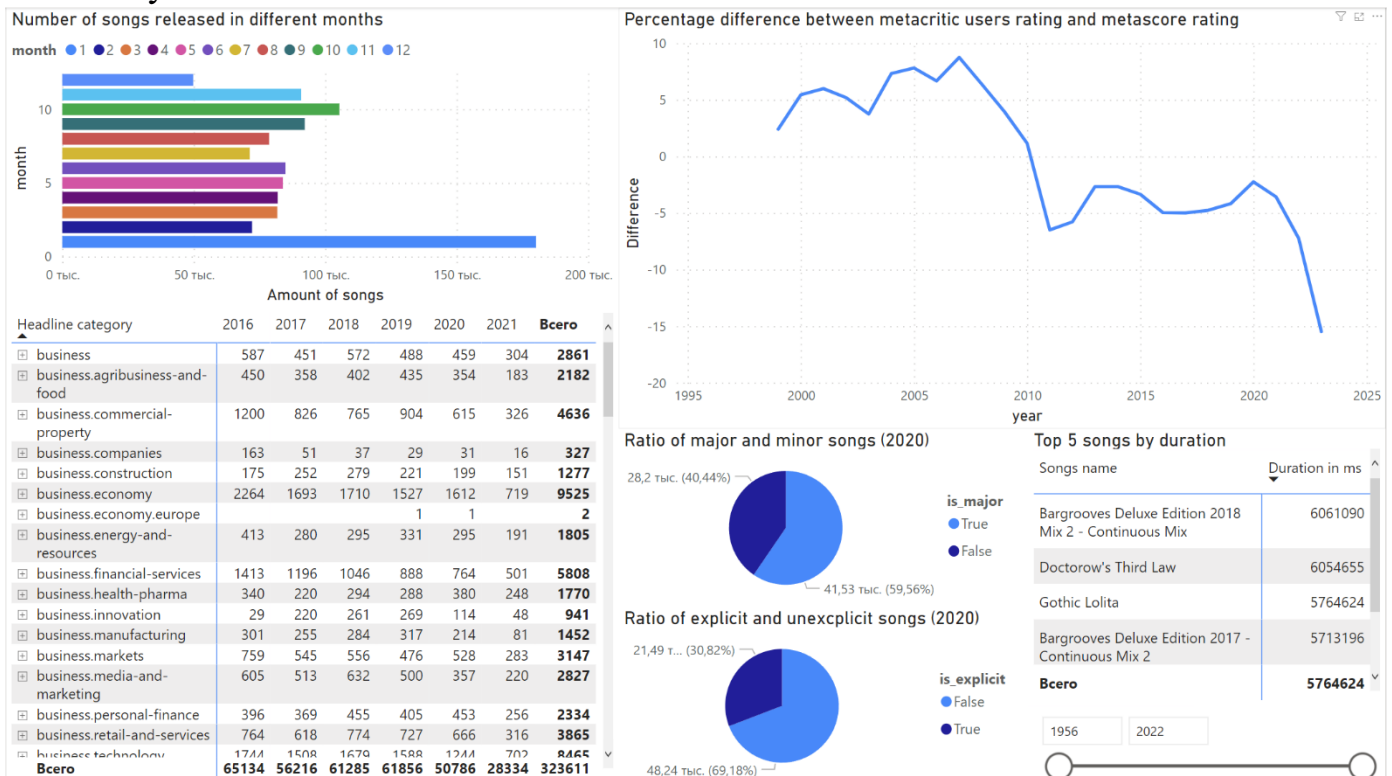 Number of songs released in different months
month 1 2 3 4 5 6 7 8 9 10 11 12
month
10
5
0
0 тыс. 50 тыс. 100 тыс. 150 тыс. 200 тыс.
Amount of songs
Percentage difference between metacritic users rating and metascore rating
Difference
10
5
0
-5
-10
-15
-20
1995 2000 2005 2010 2015 2020 2025
year
Headline category 2016 2017 2018 2019 2020 2021 Всего
business 587 451 572 488 459 304 2861
business.agribusiness-and- 450 358 402 435 354 183 2182
food
business.commercial- 1200 826 765 904 615 326 4636
property
business.companies 163 51 37 29 31 16 327
business.construction 175 252 279 221 199 151 1277
business.economy 2264 1693 1710 1527 1612 719 9525
business.economy.europe 1 1 2
business.energy-and- 413 280 295 331 295 191 1805
resources
business.financial-services 1413 1196 1046 888 764 501 5808
business.health-pharma 340 220 294 288 380 248 1770
business.innovation 29 220 261 269 114 48 941
business.manufacturing 301 255 284 317 214 81 1452
business.markets 759 545 556 476 528 283 3147
business.media-and- 605 513 632 500 357 220 2827
marketing
business.personal-finance 396 369 455 405 453 256 2334
business.retail-and-services 764 618 774 727 666 316 3865
business.technology 1744 1508 1679 1588 1244 702 8465
Всего 65134 56216 61285 61856 50786 28334 323611
Ratio of major and minor songs (2020)
28,2 тыс. (40,44%)
is_major
True
False
41,53 тыс. (59,56%)
Ratio of explicit and unexcplicit songs (2020)
21,49 т... (30,82%)
is_explicit
False
True
48,24 тыс. (69,18%)
Top 5 songs by duration
Songs name Duration in ms
Bargrooves Deluxe Edition 2018 6061090
Mix 2 - Continuous Mix
Doctorow's Third Law 6054655
Gothic Lolita 5764624
Bargrooves Deluxe Edition 2017 - 5713196
Continuous Mix 2
Всего 5764624
1956 2022